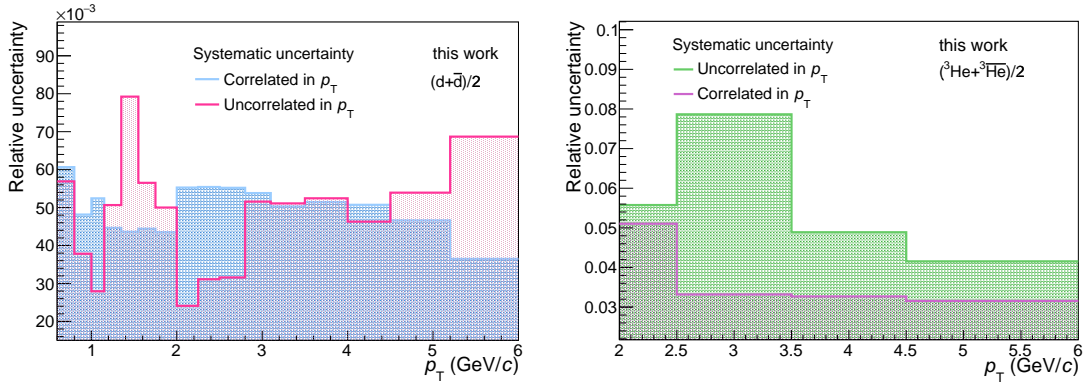 ×10⁻³
Relative uncertainty
90
80
70
60
50
40
30
20
Systematic uncertainty
Correlated in p_T
Uncorrelated in p_T
this work
(d+d̅)/2
1 2 3 4 5 6
p_T (GeV/c)
Relative uncertainty
0.1
0.09
0.08
0.07
0.06
0.05
0.04
0.03
Systematic uncertainty
Uncorrelated in p_T
Correlated in p_T
this work
(³He+³H̅e̅)/2
2 2.5 3 3.5 4 4.5 5 5.5 6
p_T (GeV/c)